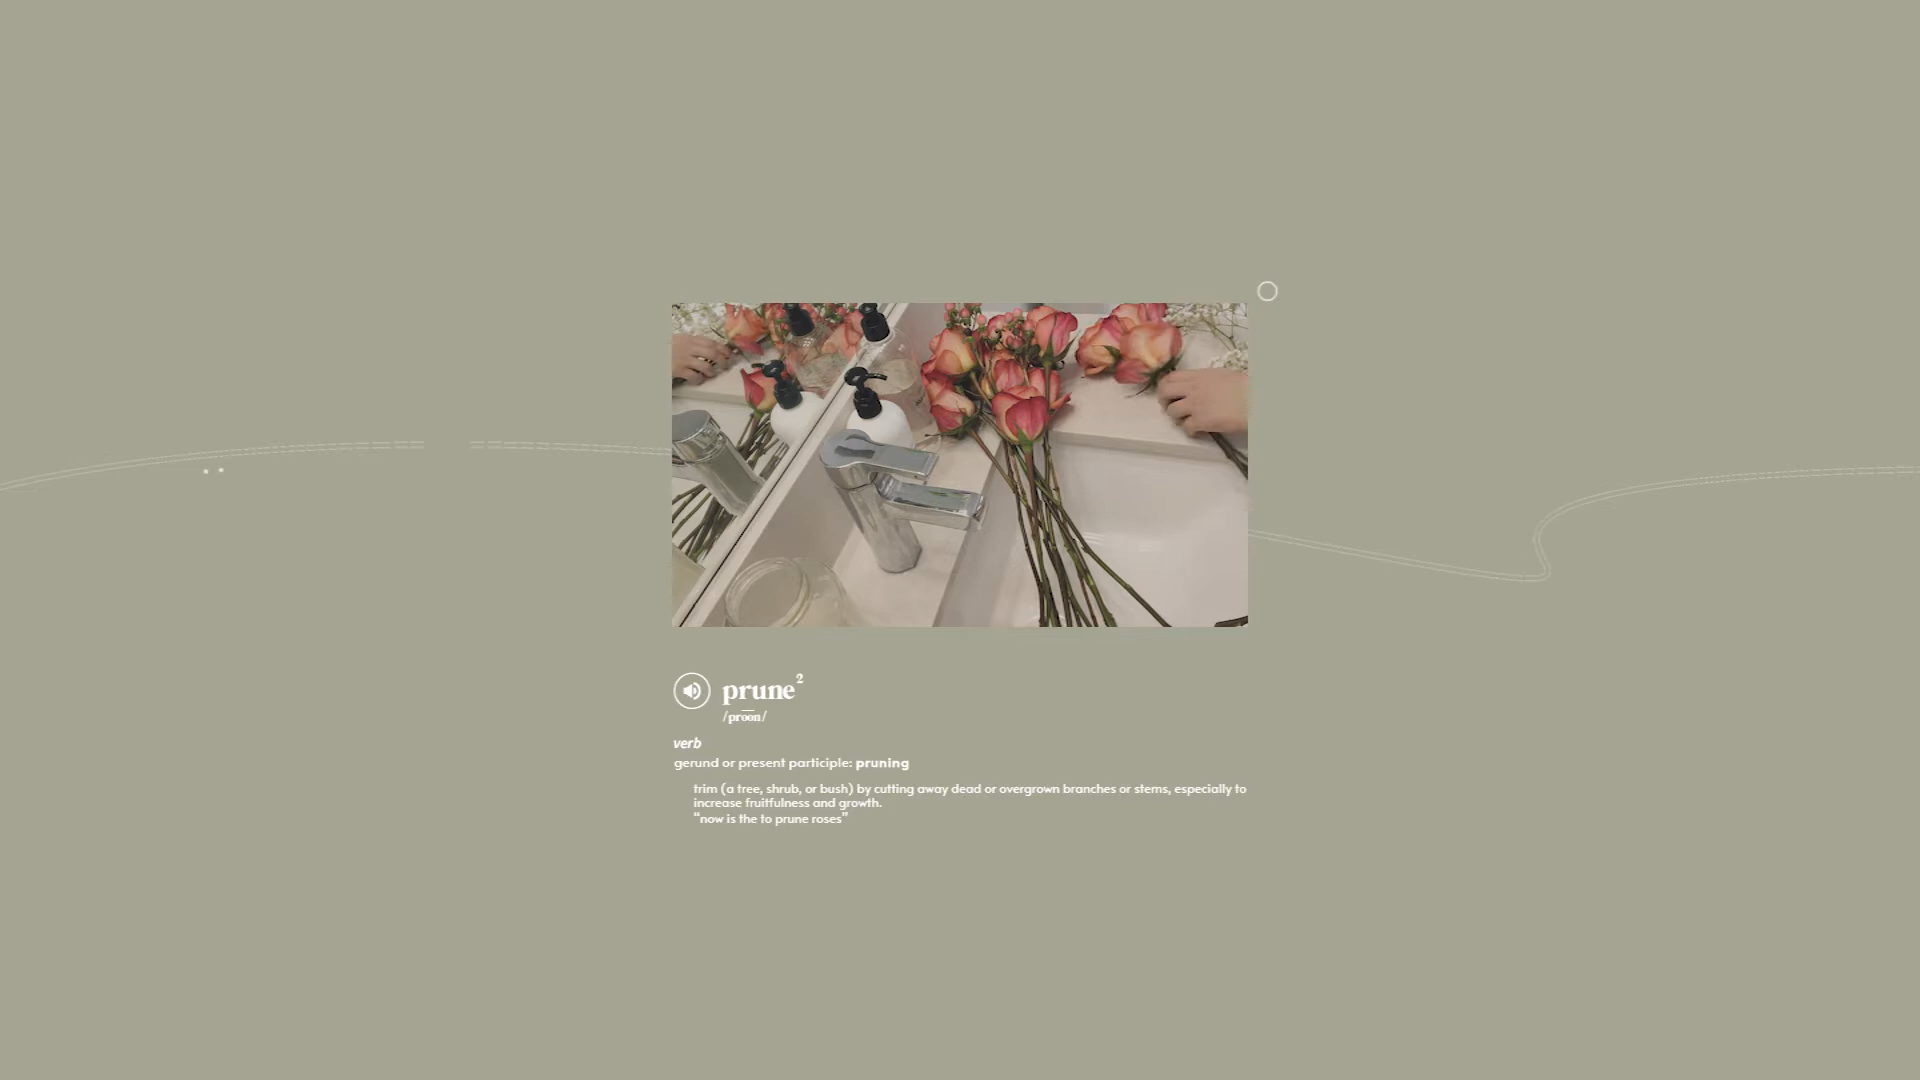 prune²
/pro͞on/
verb
gerund or present participle: pruning
trim (a tree, shrub, or bush) by cutting away dead or overgrown branches or stems, especially to
increase fruitfulness and growth.
“now is the to prune roses”